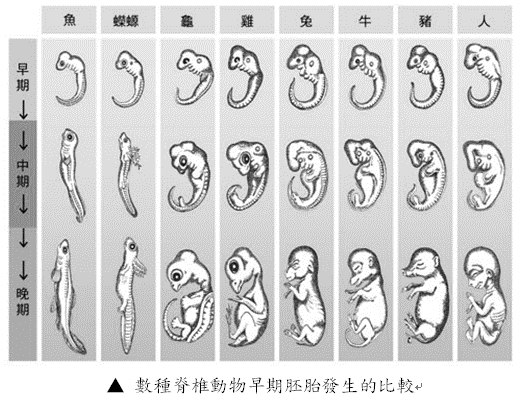 魚 蠑螈 龜 雞 兔 牛 豬 人
早期
中期
晚期
▲ 數種脊椎動物早期胚胎發生的比較